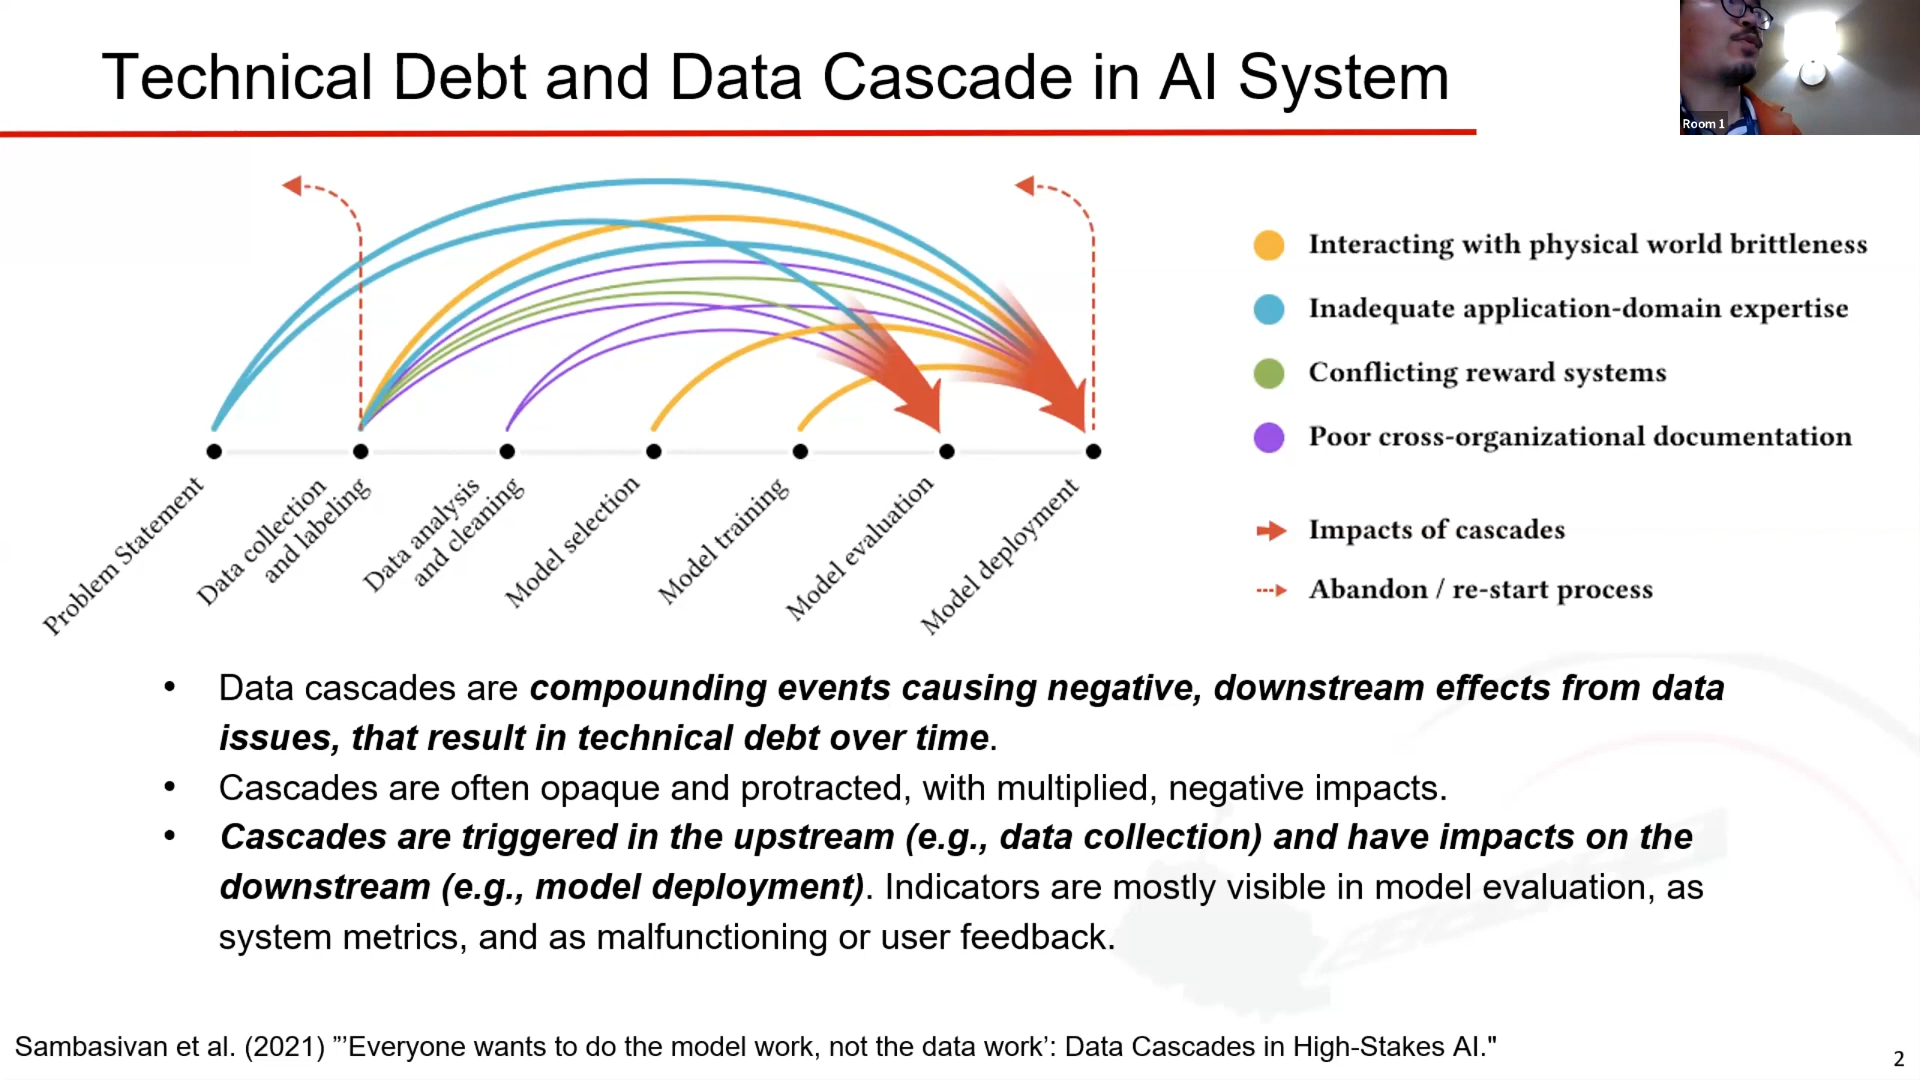 Technical Debt and Data Cascade in AI System
Room 1
Interacting with physical world brittleness
Inadequate application-domain expertise
Conflicting reward systems
Poor cross-organizational documentation
Impacts of cascades
Abandon / re-start process
Problem Statement
Data collection
and labeling
Data analysis
and cleaning
Model selection
Model training
Model evaluation
Model deployment
• Data cascades are compounding events causing negative, downstream effects from data
issues, that result in technical debt over time.
• Cascades are often opaque and protracted, with multiplied, negative impacts.
• Cascades are triggered in the upstream (e.g., data collection) and have impacts on the
downstream (e.g., model deployment). Indicators are mostly visible in model evaluation, as
system metrics, and as malfunctioning or user feedback.
Sambasivan et al. (2021) ”’Everyone wants to do the model work, not the data work’: Data Cascades in High-Stakes AI."
2